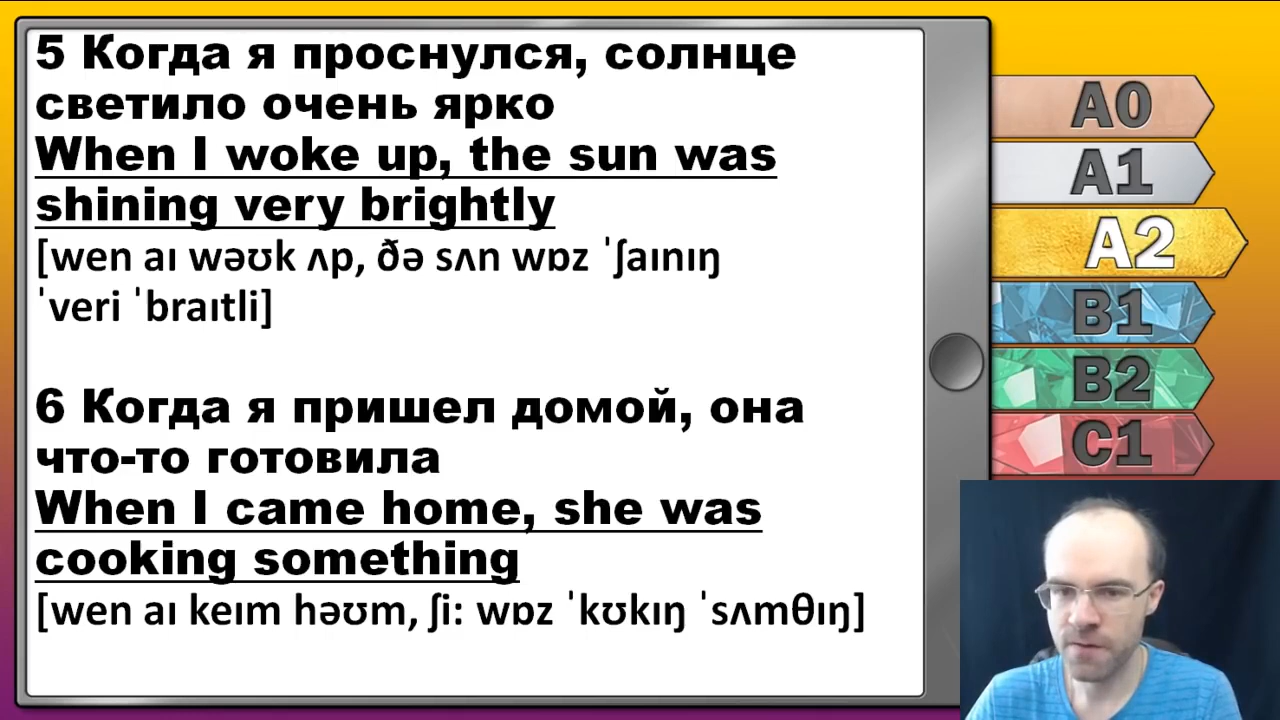 5 Когда я проснулся, солнце
светило очень ярко
When I woke up, the sun was
shining very brightly
[wen aɪ wəʊk ʌp, ðə sʌn wɒz ˈʃaɪnɪŋ
ˈveri ˈbraɪtli]
6 Когда я пришел домой, она
что-то готовила
When I came home, she was
cooking something
[wen aɪ keɪm həʊm, ʃi: wɒz ˈkʊkɪŋ ˈsʌmθɪŋ]
A0
A1
A2
B1
B2
C1